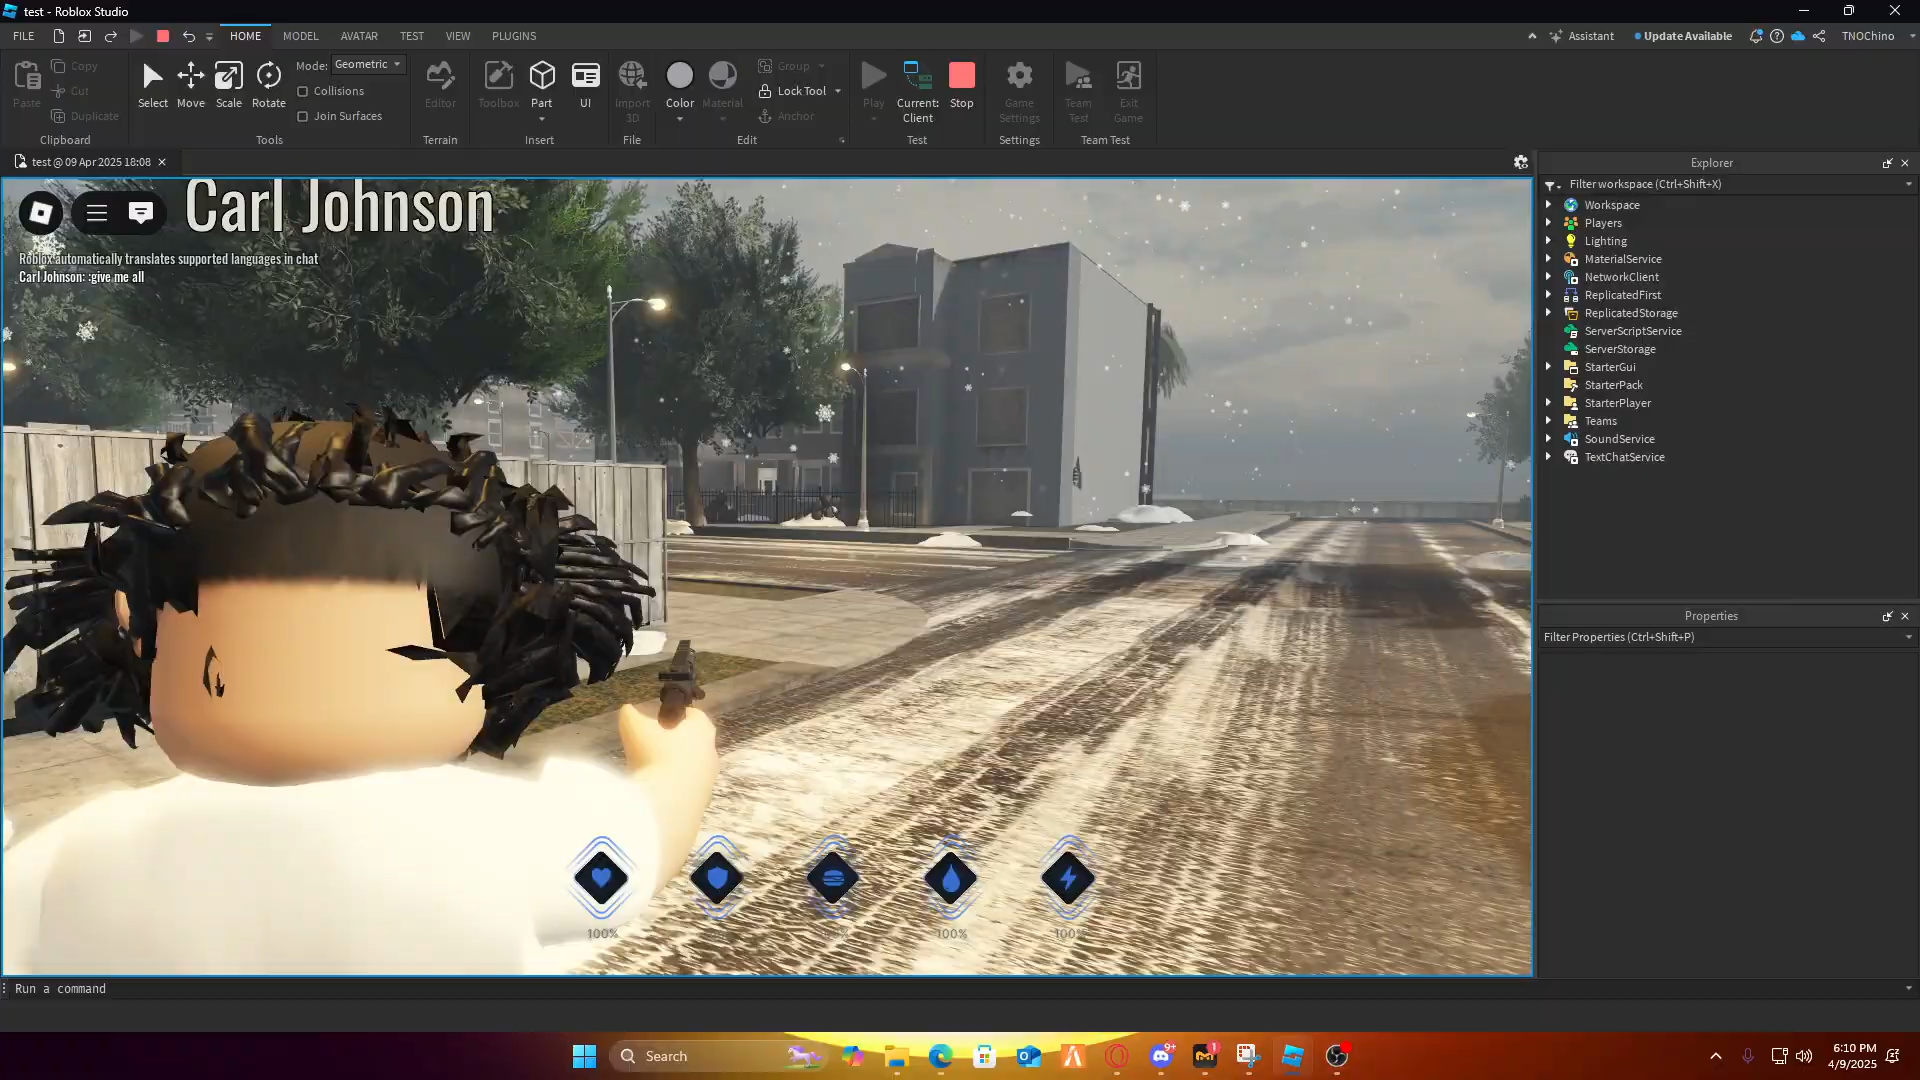 test - Roblox Studio
FILE
HOME
MODEL
AVATAR
TEST
VIEW
PLUGINS
Assistant
Update Available
TNOChino
Paste
Copy
Cut
Duplicate
Clipboard
Select
Move
Scale
Rotate
Mode:
Geometric
Collisions
Join Surfaces
Tools
Editor
Terrain
Toolbox
Part
UI
Insert
Import
3D
File
Color
Material
Group
Lock Tool
Anchor
Edit
Play
Current:
Client
Stop
Test
Game
Settings
Settings
Team
Test
Exit
Game
Team Test
test @ 09 Apr 2025 18:08
Carl Johnson
Roblox automatically translates supported languages in chat
Carl Johnson: :give me all
100%
100%
100%
Explorer
Filter workspace (Ctrl+Shift+X)
Workspace
Players
Lighting
MaterialService
NetworkClient
ReplicatedFirst
ReplicatedStorage
ServerScriptService
ServerStorage
StarterGui
StarterPack
StarterPlayer
Teams
SoundService
TextChatService
Properties
Filter Properties (Ctrl+Shift+P)
Run a command
Search
9+
1
6:10 PM
4/9/2025